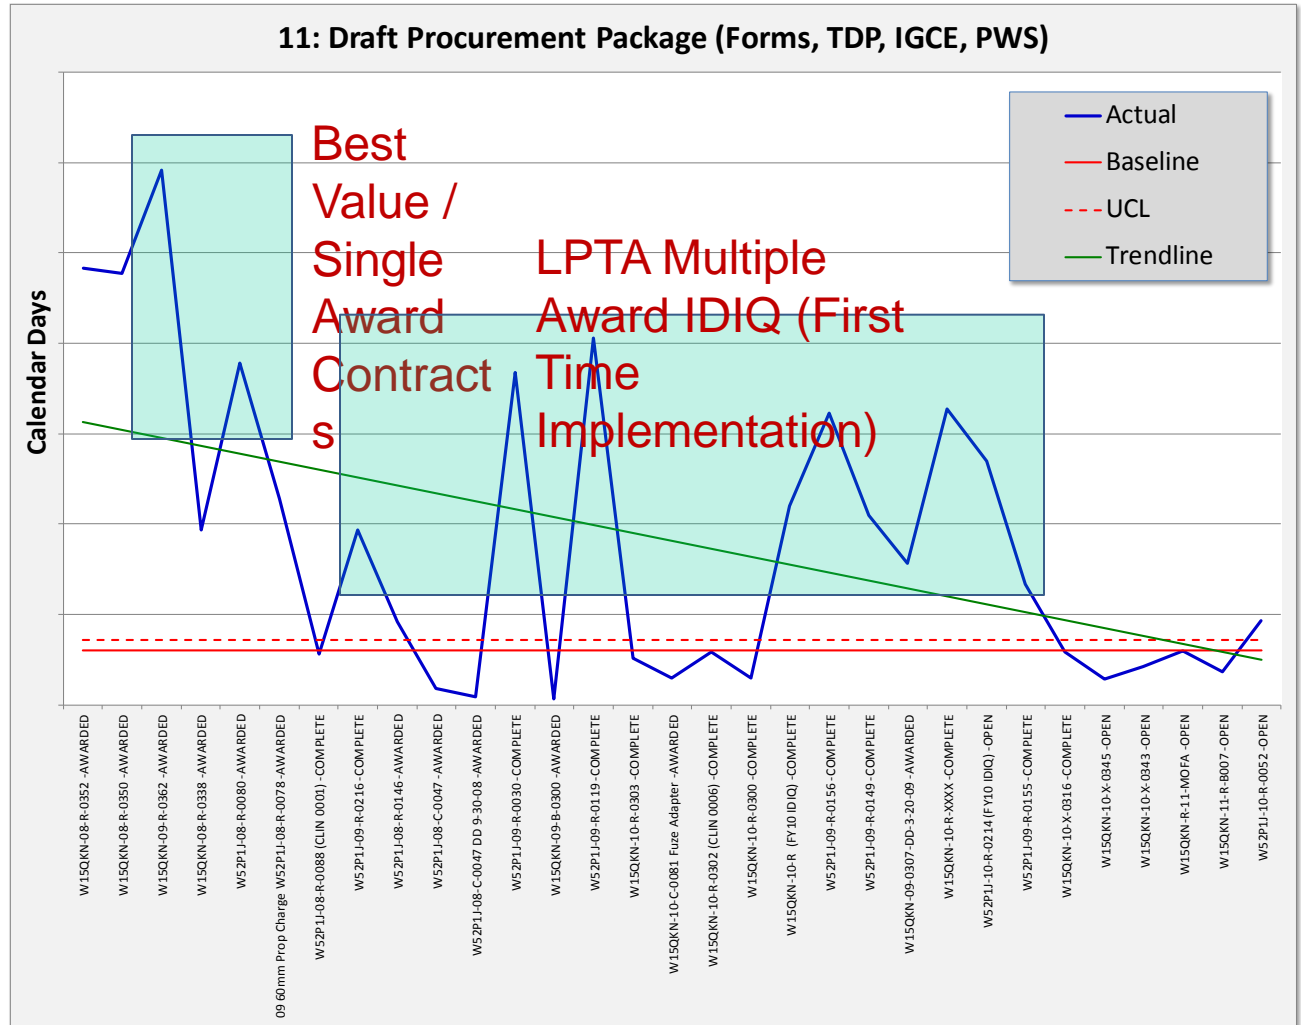 11: Draft Procurement Package (Forms, TDP, IGCE, PWS)
Calendar Days
Actual
Baseline
UCL
Trendline
Best
Value /
Single
Award
Contract
s
LPTA Multiple
Award IDIQ (First
Time
Implementation)
W15QKN-08-R-0352 -AWARDED
W15QKN-08-R-0350 -AWARDED
W15QKN-09-R-0362 -AWARDED
W15QKN-08-R-0338 -AWARDED
W52P1J-08-R-0080 -AWARDED
09 60mm Prop Charge W52P1J-08-R-0078 -AWARDED
W52P1J-08-R-0088 (CLIN 0001) -COMPLETE
W52P1J-09-R-0216 -COMPLETE
W52P1J-08-R-0146 -AWARDED
W52P1J-08-C-0047 -AWARDED
W52P1J-08-C-0047 DD 9-30-08 -AWARDED
W52P1J-09-R-0030 -COMPLETE
W15QKN-09-B-0300 -AWARDED
W52P1J-09-R-0119 -COMPLETE
W15QKN-10-R-0303 -COMPLETE
W15QKN-10-C-0081 Fuze Adapter -AWARDED
W15QKN-10-R-0302 (CLIN 0006) -COMPLETE
W15QKN-10-R-0300 -COMPLETE
W15QKN-10-R (FY10 IDIQ) -COMPLETE
W52P1J-09-R-0156 -COMPLETE
W52P1J-09-R-0149 -COMPLETE
W15QKN-09-0307-DD-3-20-09 -AWARDED
W15QKN-10-R-XXXX -COMPLETE
W52P1J-10-R-0214 (FY10 IDIQ) -OPEN
W52P1J-09-R-0155 -COMPLETE
W15QKN-10-X-0316 -COMPLETE
W15QKN-10-X-0345 -OPEN
W15QKN-10-X-0343 -OPEN
W15QKN-R-11-MOFA -OPEN
W15QKN-11-R-B007 -OPEN
W52P1J-10-R-0052 -OPEN